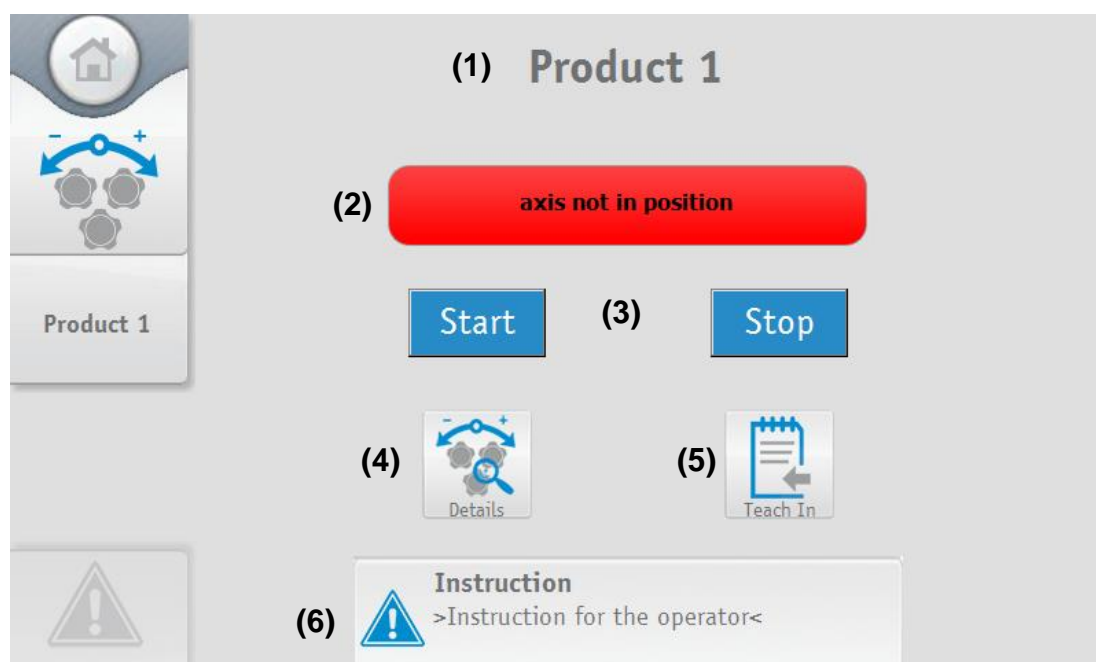 (1) Product 1
(2) axis not in position
Start (3) Stop
Product 1
(4) Details (5) Teach In
Instruction
(6) >Instruction for the operator<